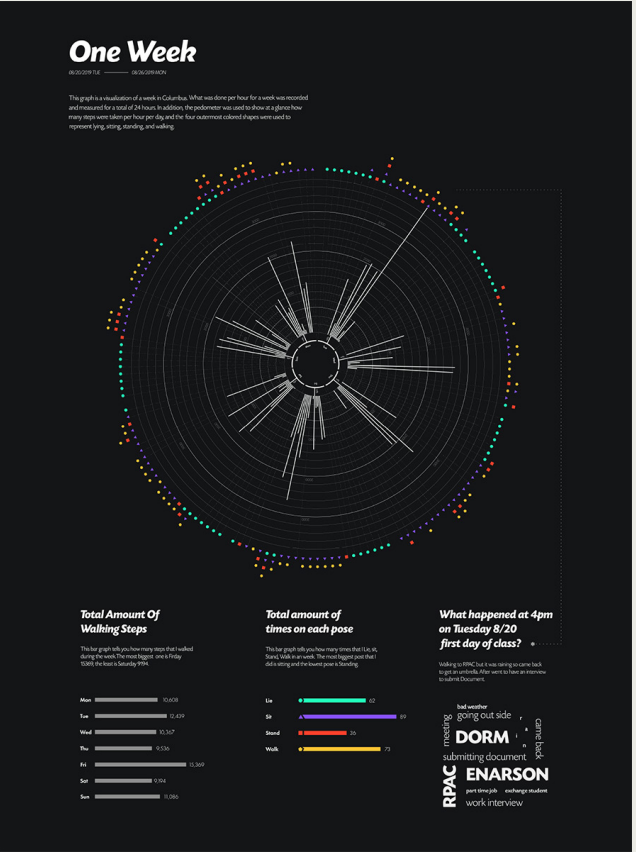 One Week
08/20/2019 TUE 08/26/2019 MON
This graph is a visualization of a week in Columbus. What was done per hour for a week was recorded
and measured for a total of 24 hours. In addition, the pedometer was used to show at a glance how
many steps were taken per hour per day, and the four outermost colored shapes were used to
represent lying, sitting, standing, and walking.
Total Amount Of
Walking Steps
This bar graph tells you how many steps that I walked
during the week. The most biggest one is Friday
15369, the least is Saturday 9194.
Mon 10,608
Tue 12,439
Wed 10,367
Thu 9,536
Fri 15,369
Sat 9,194
Sun 11,086
Total amount of
times on each pose
This bar graph tells you how many times that I Lie, sit,
Stand, Walk in an week. The most biggest post that I
did is sitting and the lowest pose is Standing.
Lie 62
Sit 89
Stand 36
Walk 73
What happened at 4pm
on Tuesday 8/20
first day of class?
Walking to RPAC but it was raining so came back
to get an umbrella. After went to have an interview
to submit Document.
bad weather
going out side
meeting
DORM
r
a
i
n
came back
submitting document
RPAC
ENARSON
part time job exchange student
work interview